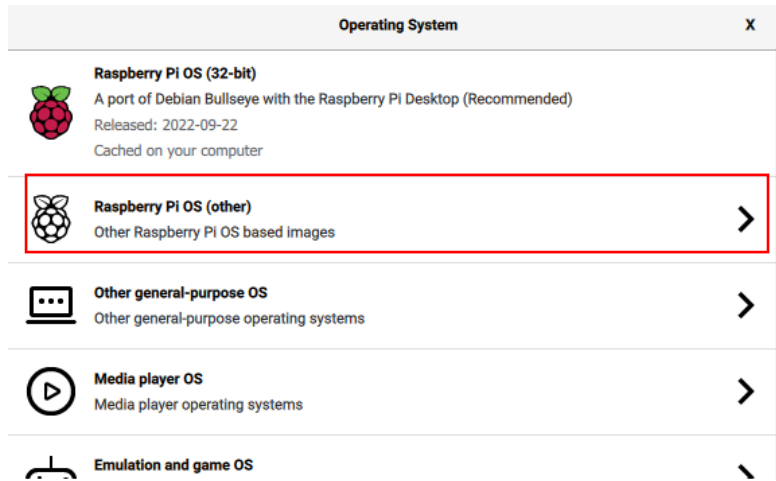 Operating System
X
Raspberry Pi OS (32-bit)
A port of Debian Bullseye with the Raspberry Pi Desktop (Recommended)
Released: 2022-09-22
Cached on your computer
Raspberry Pi OS (other)
Other Raspberry Pi OS based images
Other general-purpose OS
Other general-purpose operating systems
Media player OS
Media player operating systems
Emulation and game OS